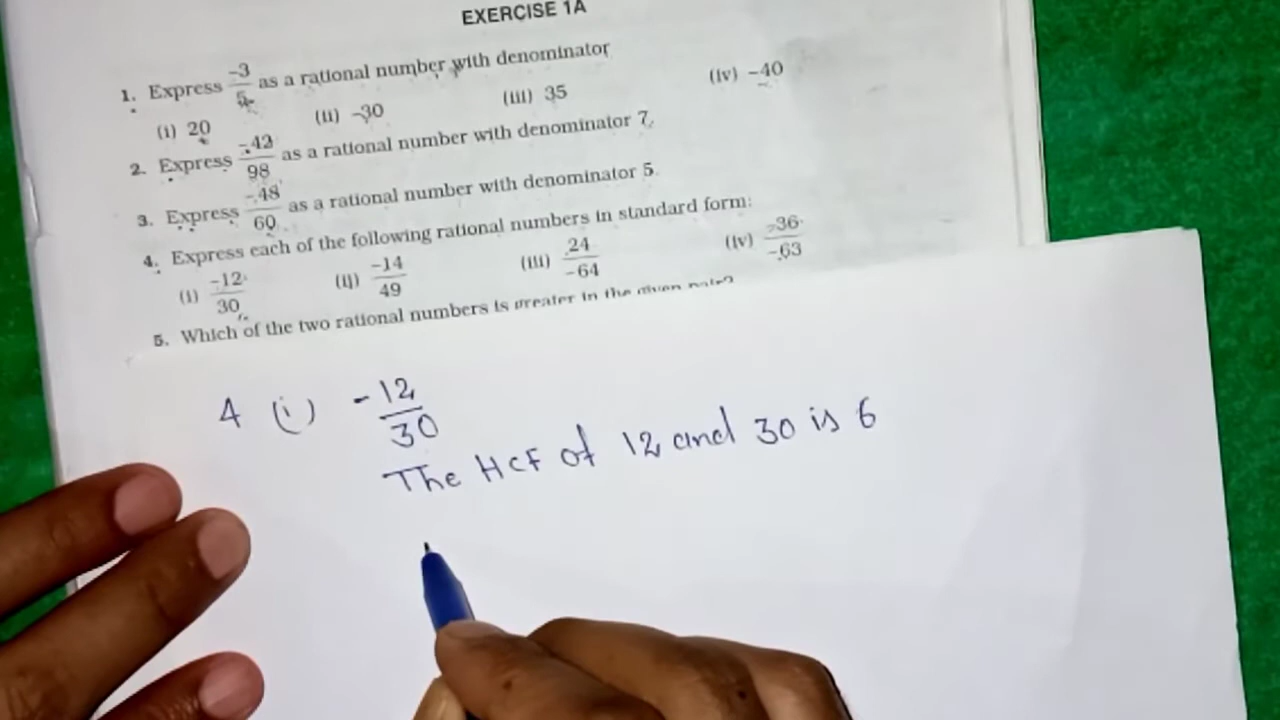 EXERCISE 1A
1. Express -3/5 as a rational number with denominator
(i) 20 (ii) -30 (iii) 35 (iv) -40
2. Express -42/98 as a rational number with denominator 7.
3. Express -48/60 as a rational number with denominator 5.
4. Express each of the following rational numbers in standard form:
(i) -12/30 (ii) -14/49 (iii) 24/-64 (iv) -36/-63
5. Which of the two rational numbers is greater in the given pair?
4 (i) -12/30
The HCF of 12 and 30 is 6